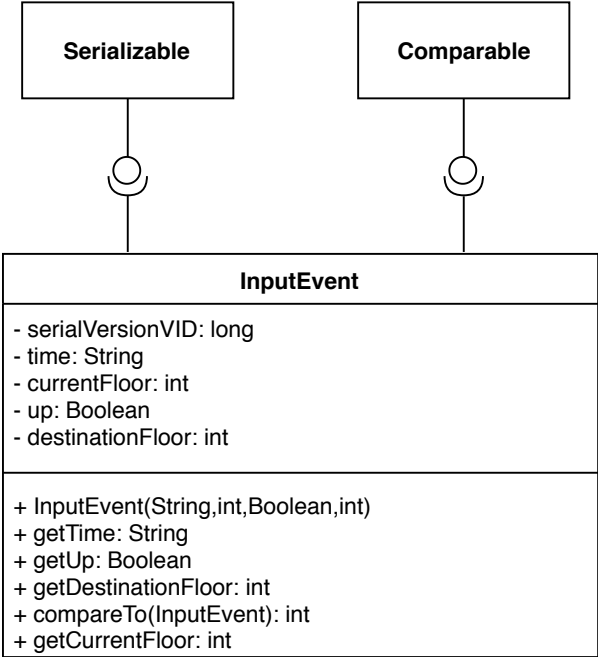 Serializable
Comparable
InputEvent
- serialVersionVID: long
- time: String
- currentFloor: int
- up: Boolean
- destinationFloor: int
+ InputEvent(String,int,Boolean,int)
+ getTime: String
+ getUp: Boolean
+ getDestinationFloor: int
+ compareTo(InputEvent): int
+ getCurrentFloor: int